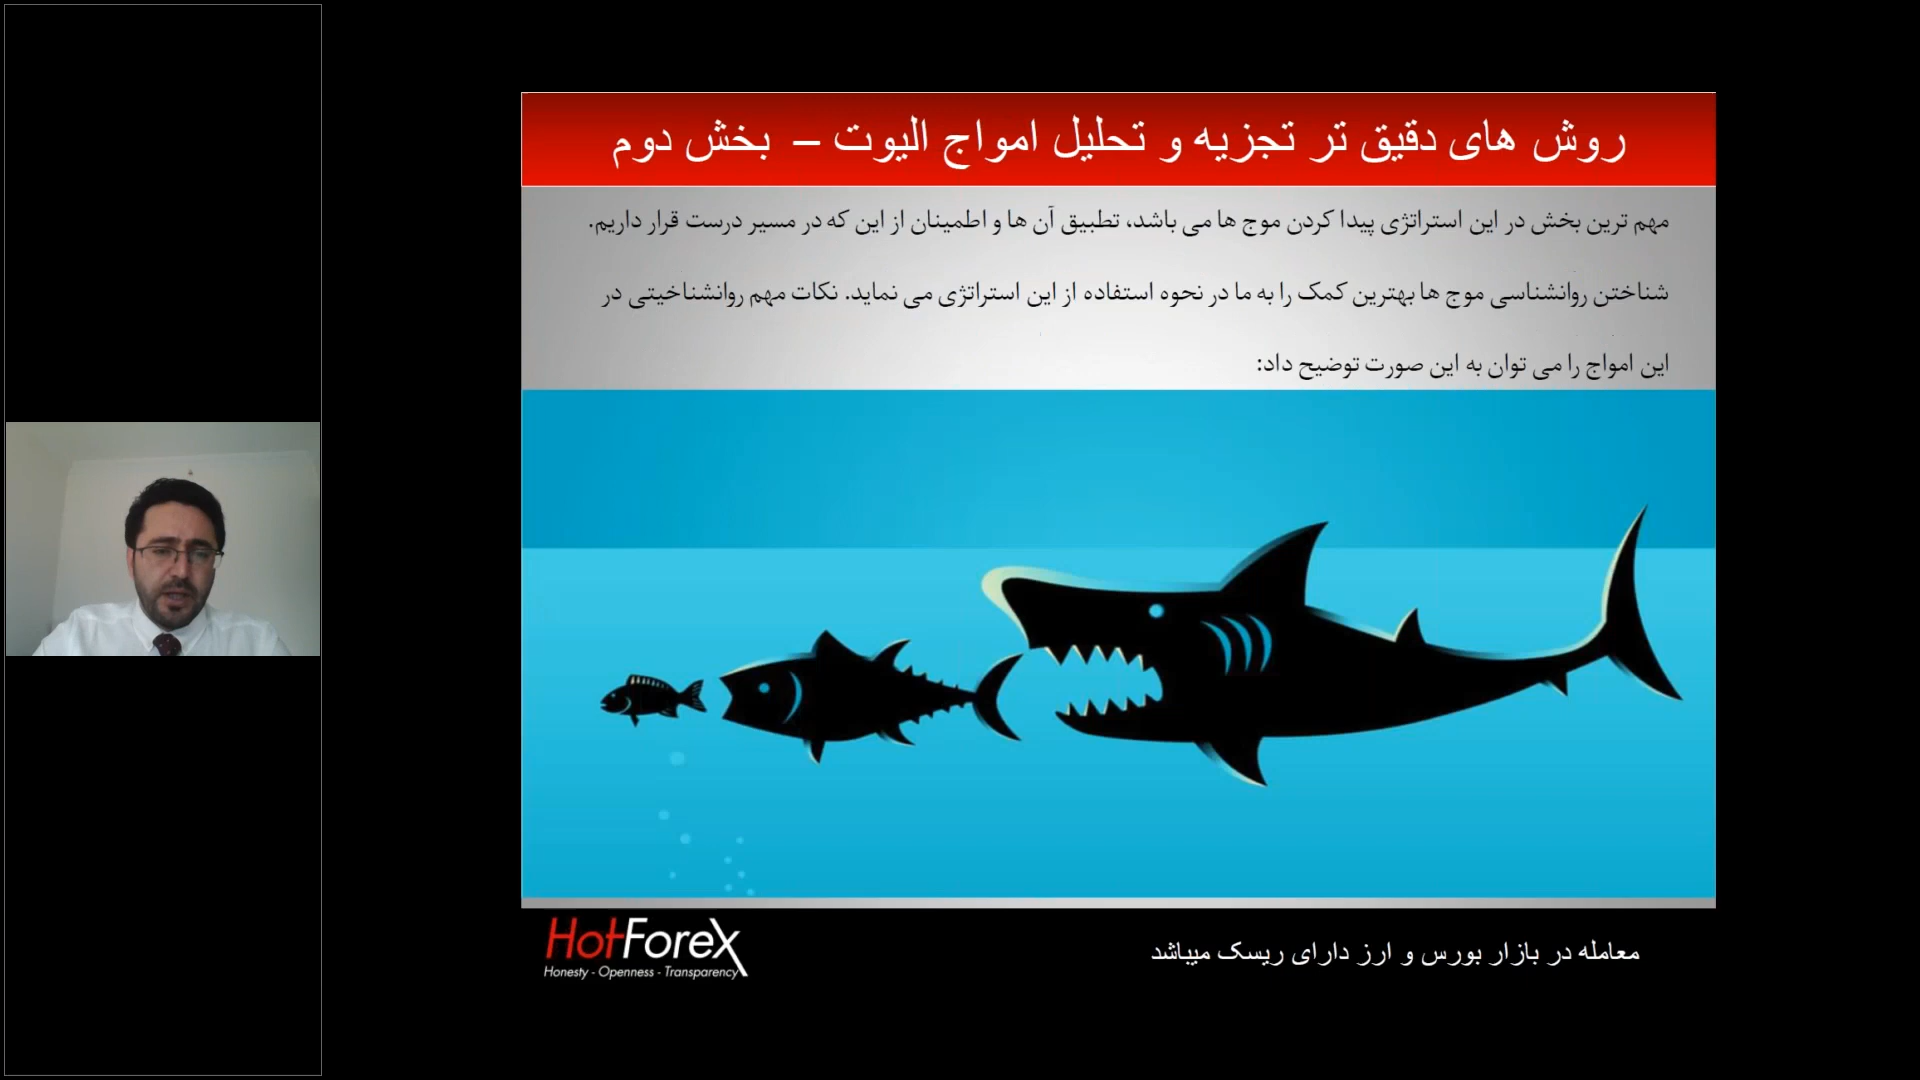 روش های دقیق تر تجزیه و تحلیل امواج الیوت – بخش دوم
مهم ترین بخش در این استراتژی پیدا کردن موج ها می باشد، تطبیق آن ها و اطمینان از این که در مسیر درست قرار داریم.
شناختن روانشناسی موج ها بهترین کمک را به ما در نحوه استفاده از این استراتژی می نماید. نکات مهم روانشناخیتی در
این امواج را می توان به این صورت توضیح داد:
HotForex
Honesty - Openness - Transparency
معامله در بازار بورس و ارز دارای ریسک میباشد